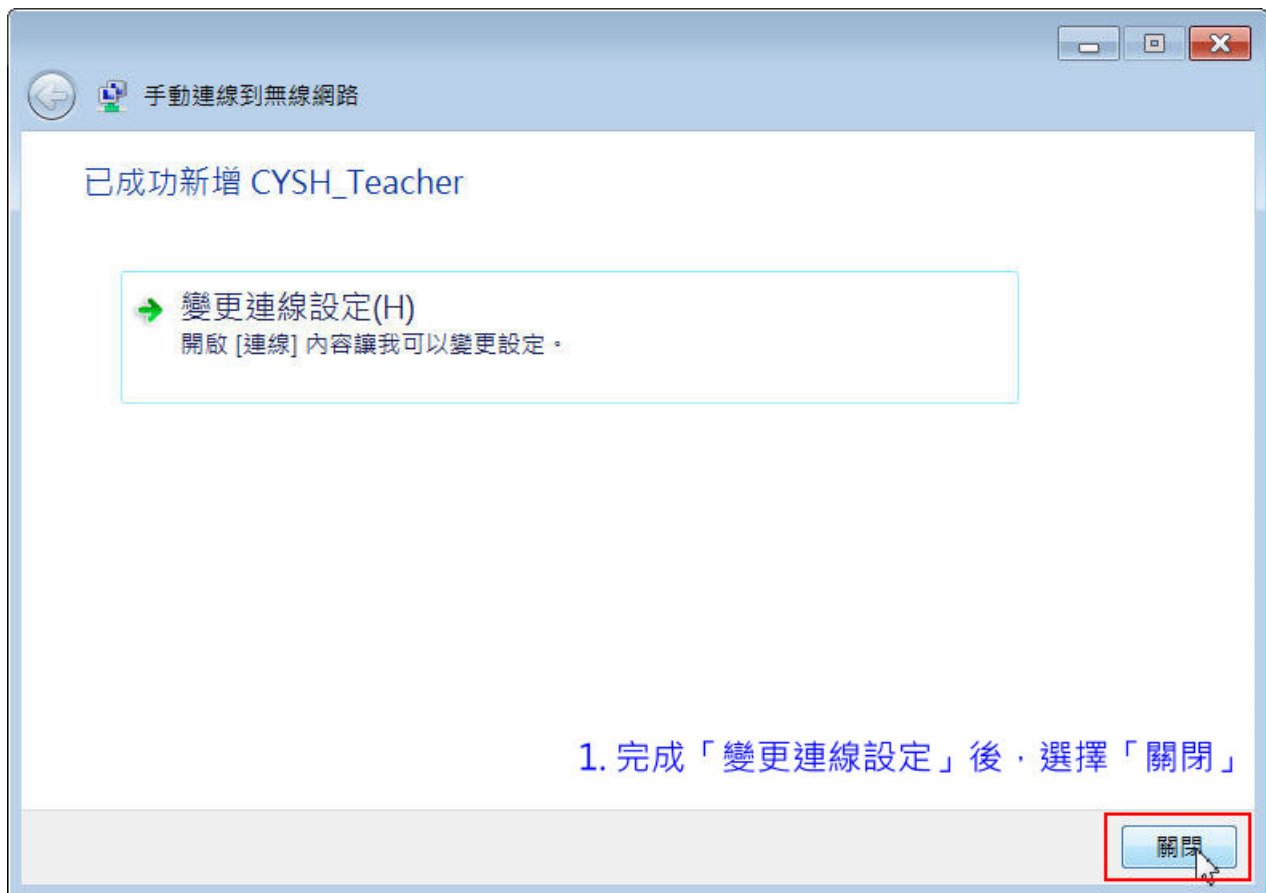 手動連線到無線網路
已成功新增 CYSH_Teacher
變更連線設定(H)
開啟 [連線] 內容讓我可以變更設定。
1. 完成「變更連線設定」後，選擇「關閉」
關閉